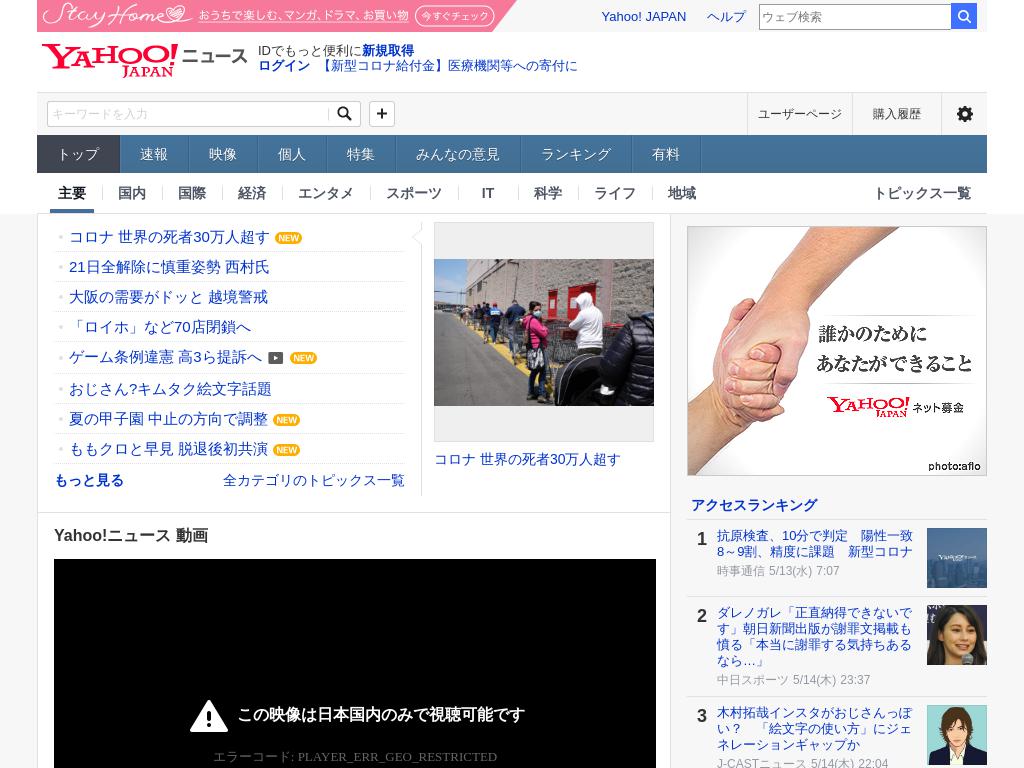 Stay Home おうちで楽しむ、マンガ、ドラマ、お買い物 今すぐチェック
Yahoo! JAPAN ヘルプ ウェブ検索
YAHOO! JAPAN ニュース
IDでもっと便利に新規取得
ログイン 【新型コロナ給付金】医療機関等への寄付に
キーワードを入力 ユーザーページ 購入履歴
トップ 速報 映像 個人 特集 みんなの意見 ランキング 有料
主要 国内 国際 経済 エンタメ スポーツ IT 科学 ライフ 地域 トピックス一覧
コロナ 世界の死者30万人超す NEW
21日全解除に慎重姿勢 西村氏
大阪の需要がドッと 越境警戒
「ロイホ」など70店閉鎖へ
ゲーム条例違憲 高3ら提訴へ NEW
おじさん?キムタク絵文字話題
夏の甲子園 中止の方向で調整 NEW
ももクロと早見 脱退後初共演 NEW
もっと見る 全カテゴリのトピックス一覧
コロナ 世界の死者30万人超す
Yahoo!ニュース 動画
この映像は日本国内のみで視聴可能です
エラーコード: PLAYER_ERR_GEO_RESTRICTED
誰かのために
あなたができること
YAHOO! JAPAN ネット募金
photo:aflo
アクセスランキング
1 抗原検査、10分で判定 陽性一致
8～9割、精度に課題 新型コロナ
時事通信 5/13(水) 7:07
2 ダレノガレ「正直納得できないで
す」朝日新聞出版が謝罪文掲載も
憤る「本当に謝罪する気持ちある
なら…」
中日スポーツ 5/14(木) 23:37
3 木村拓哉インスタがおじさんっぽ
い？ 「絵文字の使い方」にジェ
ネレーションギャップか
J-CASTニュース 5/14(木) 22:04